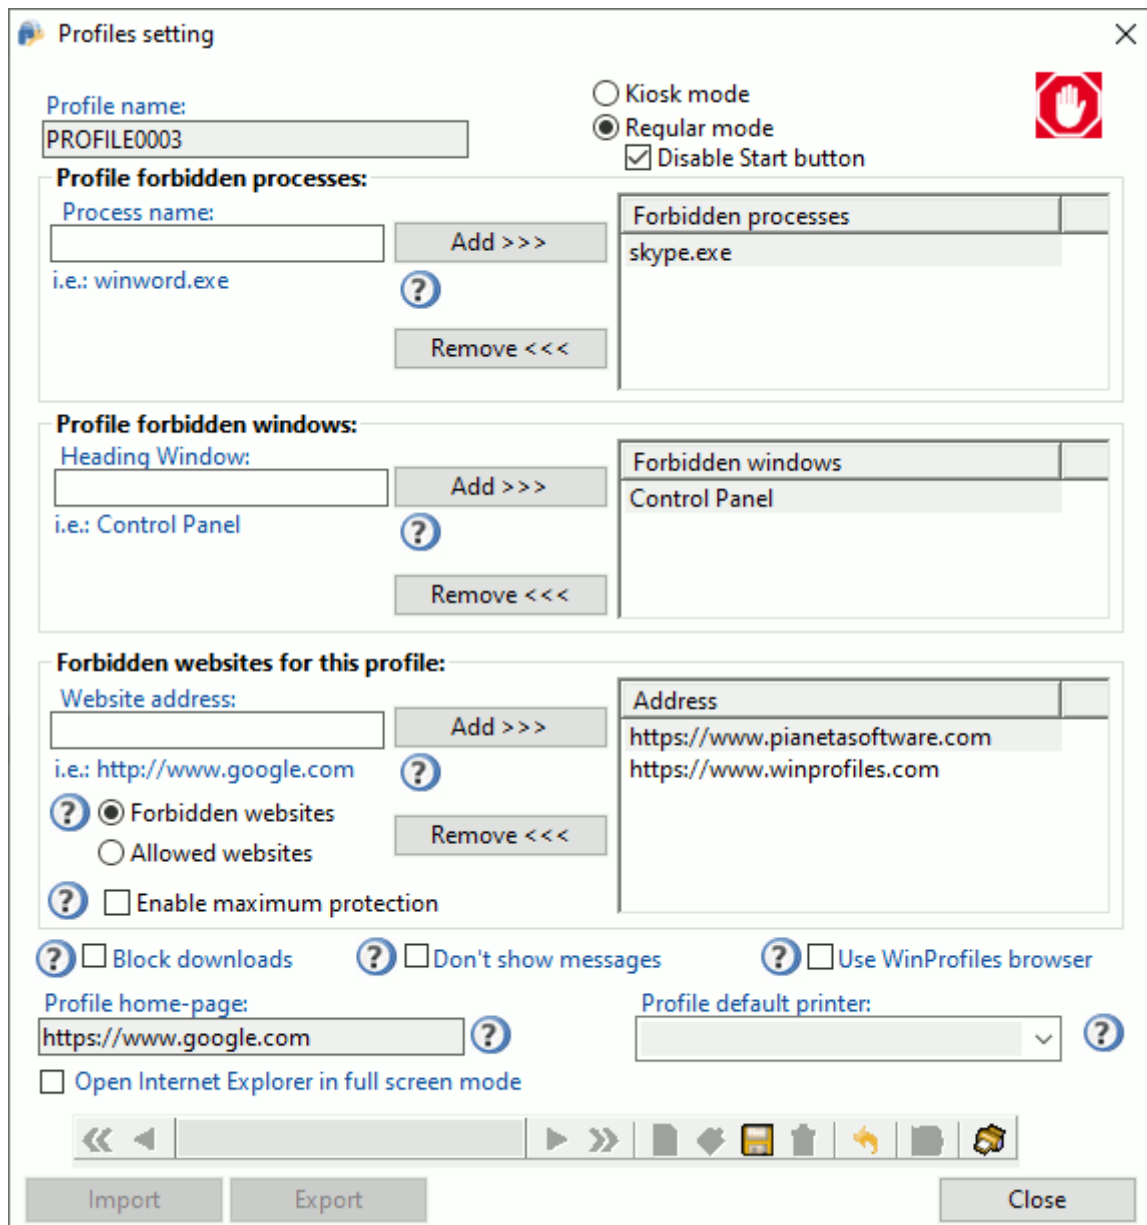 Profiles setting
Profile name:
PROFILE0003
Kiosk mode
Regular mode
Disable Start button
Profile forbidden processes:
Process name:
Add >>>
i.e.: winword.exe
?
Remove <<<
Forbidden processes
skype.exe
Profile forbidden windows:
Heading Window:
Add >>>
i.e.: Control Panel
?
Remove <<<
Forbidden windows
Control Panel
Forbidden websites for this profile:
Website address:
Add >>>
i.e.: http://www.google.com
?
? Forbidden websites
Allowed websites
Remove <<<
? Enable maximum protection
Address
https://www.pianetasoftware.com
https://www.winprofiles.com
? Block downloads
? Don't show messages
? Use WinProfiles browser
Profile home-page:
https://www.google.com ?
Profile default printer:
?
Open Internet Explorer in full screen mode
Import
Export
Close